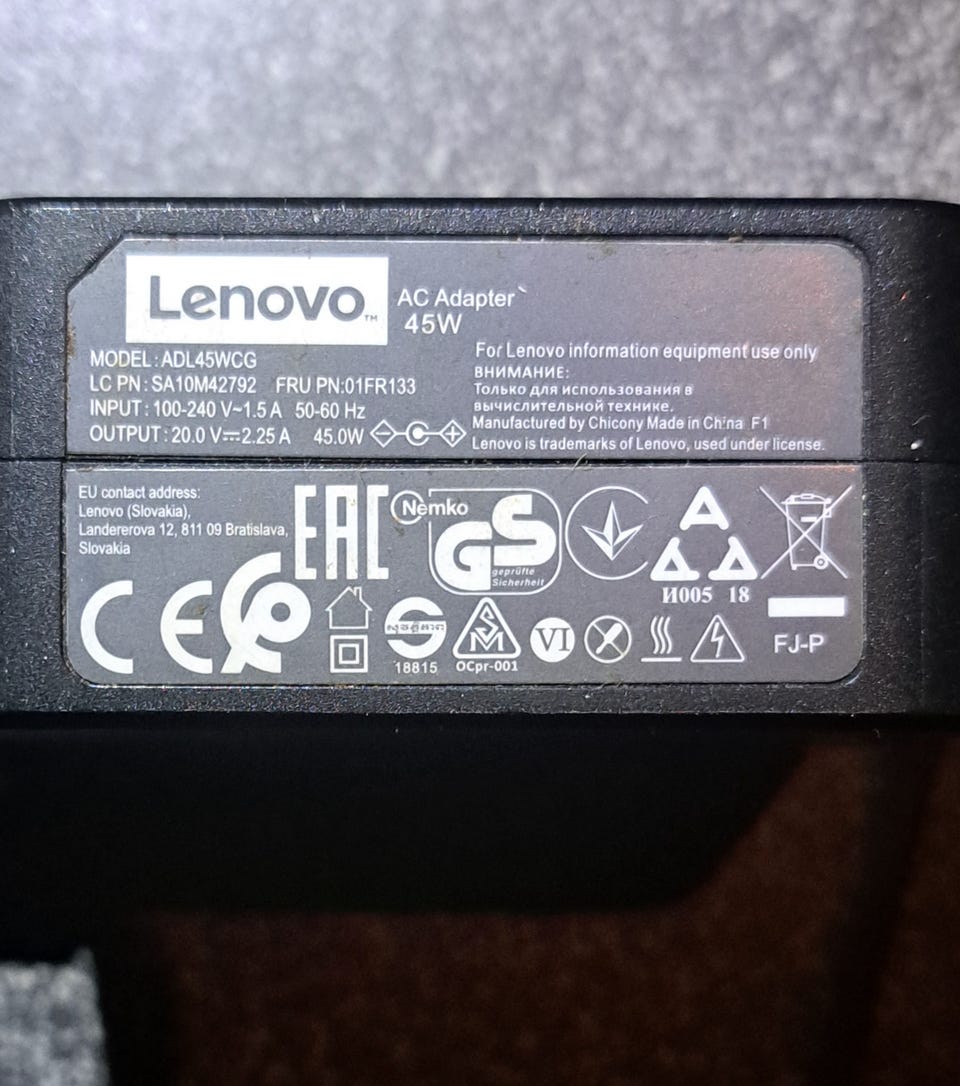 Lenovo™
AC Adapter
45W
MODEL : ADL45WCG
LC PN : SA10M42792 FRU PN:01FR133
INPUT : 100-240 V~1.5 A 50-60 Hz
OUTPUT : 20.0 V⎓2.25 A 45.0W
For Lenovo information equipment use only
ВНИМАНИЕ:
Только для использования в
вычислительной технике.
Manufactured by Chicony Made in China F1
Lenovo is trademarks of Lenovo, used under license.
EU contact address:
Lenovo (Slovakia),
Landererova 12, 811 09 Bratislava,
Slovakia
EAC
Nemko
GS
geprüfte
Sicherheit
И005 18
CE
18815
SM
OCpr-001
VI
FJ-P